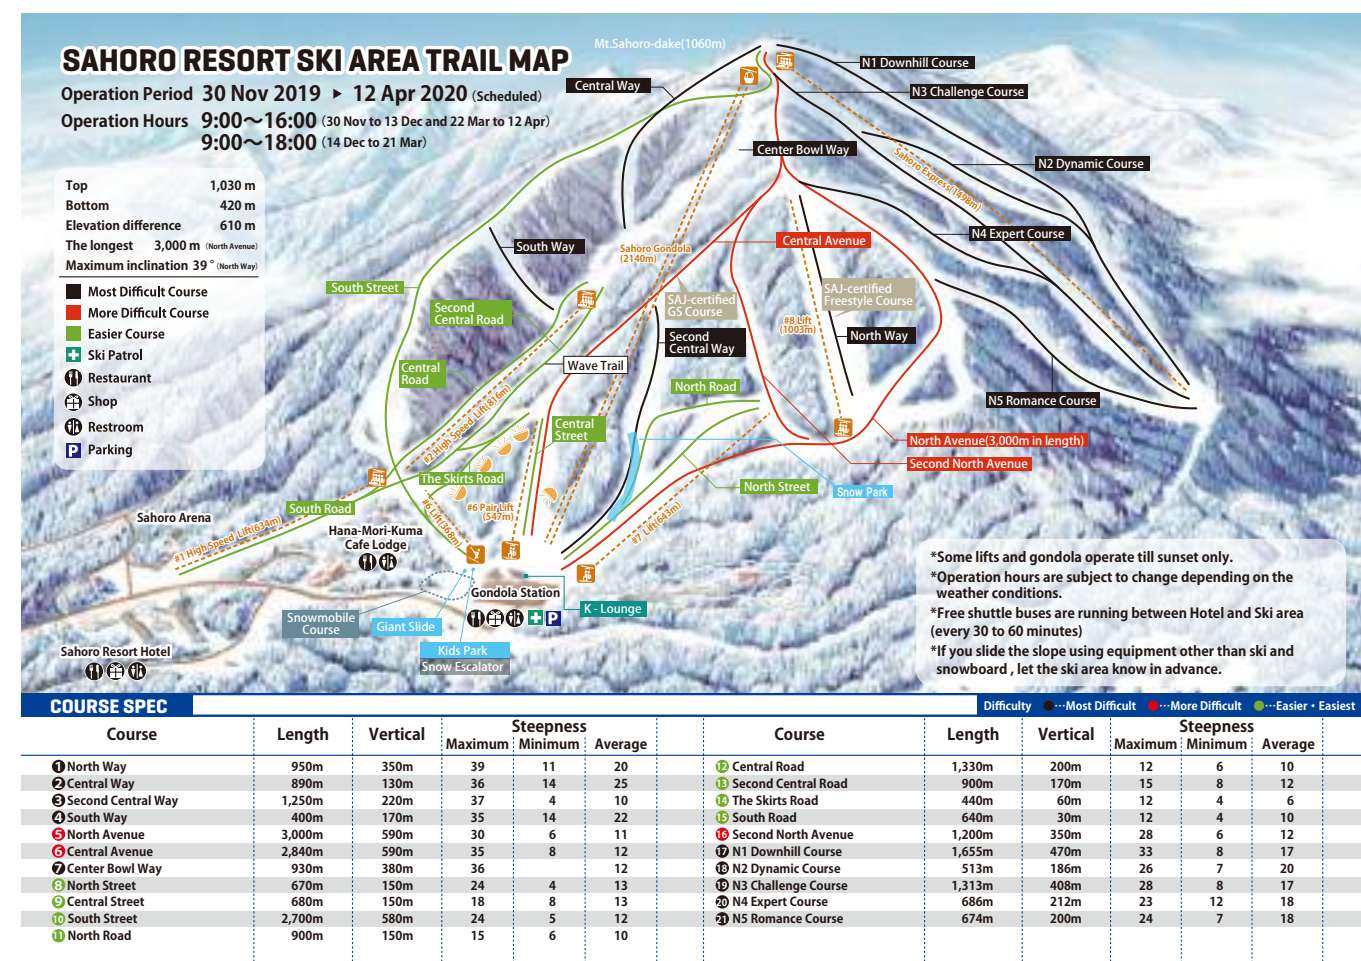 SAHORO RESORT SKI AREA TRAIL MAP
Operation Period 30 Nov 2019 ▶ 12 Apr 2020 (Scheduled)
Operation Hours 9:00〜16:00 (30 Nov to 13 Dec and 22 Mar to 12 Apr)
9:00〜18:00 (14 Dec to 21 Mar)
Top 1,030 m
Bottom 420 m
Elevation difference 610 m
The longest 3,000 m (North Avenue)
Maximum inclination 39 ° (North Way)
Most Difficult Course
More Difficult Course
Easier Course
Ski Patrol
Restaurant
Shop
Restroom
P Parking
Mt.Sahoro-dake(1060m)
Central Way
N1 Downhill Course
N3 Challenge Course
Center Bowl Way
N2 Dynamic Course
Sahoro Express(1498m)
N4 Expert Course
Central Avenue
South Way
Sahoro Gondola
(2140m)
South Street
Second
Central Road
SAJ-certified
GS Course
SAJ-certified
Freestyle Course
#8 Lift
(1003m)
North Way
Second
Central Way
Wave Trail
Central
Road
North Road
N5 Romance Course
#2 High Speed Lift(816m)
Central
Street
North Avenue(3,000m in length)
Second North Avenue
The Skirts Road
North Street
Snow Park
South Road
#6 Lift(368m)
#6 Pair Lift
(547m)
#7 Lift(643m)
Sahoro Arena
#1 High Speed Lift(634m)
Hana-Mori-Kuma
Cafe Lodge
Gondola Station
P
K - Lounge
Snowmobile
Course
Giant Slide
Kids Park
Snow Escalator
Sahoro Resort Hotel
*Some lifts and gondola operate till sunset only.
*Operation hours are subject to change depending on the
weather conditions.
*Free shuttle buses are running between Hotel and Ski area
(every 30 to 60 minutes)
*If you slide the slope using equipment other than ski and
snowboard , let the ski area know in advance.
COURSE SPEC
Difficulty ●…Most Difficult ●…More Difficult ●…Easier・Easiest
Course Length Vertical Steepness
Maximum Minimum Average
1 North Way 950m 350m 39 11 20
2 Central Way 890m 130m 36 14 25
3 Second Central Way 1,250m 220m 37 4 10
4 South Way 400m 170m 35 14 22
5 North Avenue 3,000m 590m 30 6 11
6 Central Avenue 2,840m 590m 35 8 12
7 Center Bowl Way 930m 380m 36 12
8 North Street 670m 150m 24 4 13
9 Central Street 680m 150m 18 8 13
10 South Street 2,700m 580m 24 5 12
11 North Road 900m 150m 15 6 10
Course Length Vertical Steepness
Maximum Minimum Average
12 Central Road 1,330m 200m 12 6 10
13 Second Central Road 900m 170m 15 8 12
14 The Skirts Road 440m 60m 12 4 6
15 South Road 640m 30m 12 4 10
16 Second North Avenue 1,200m 350m 28 6 12
17 N1 Downhill Course 1,655m 470m 33 8 17
18 N2 Dynamic Course 513m 186m 26 7 20
19 N3 Challenge Course 1,313m 408m 28 8 17
20 N4 Expert Course 686m 212m 23 12 18
21 N5 Romance Course 674m 200m 24 7 18